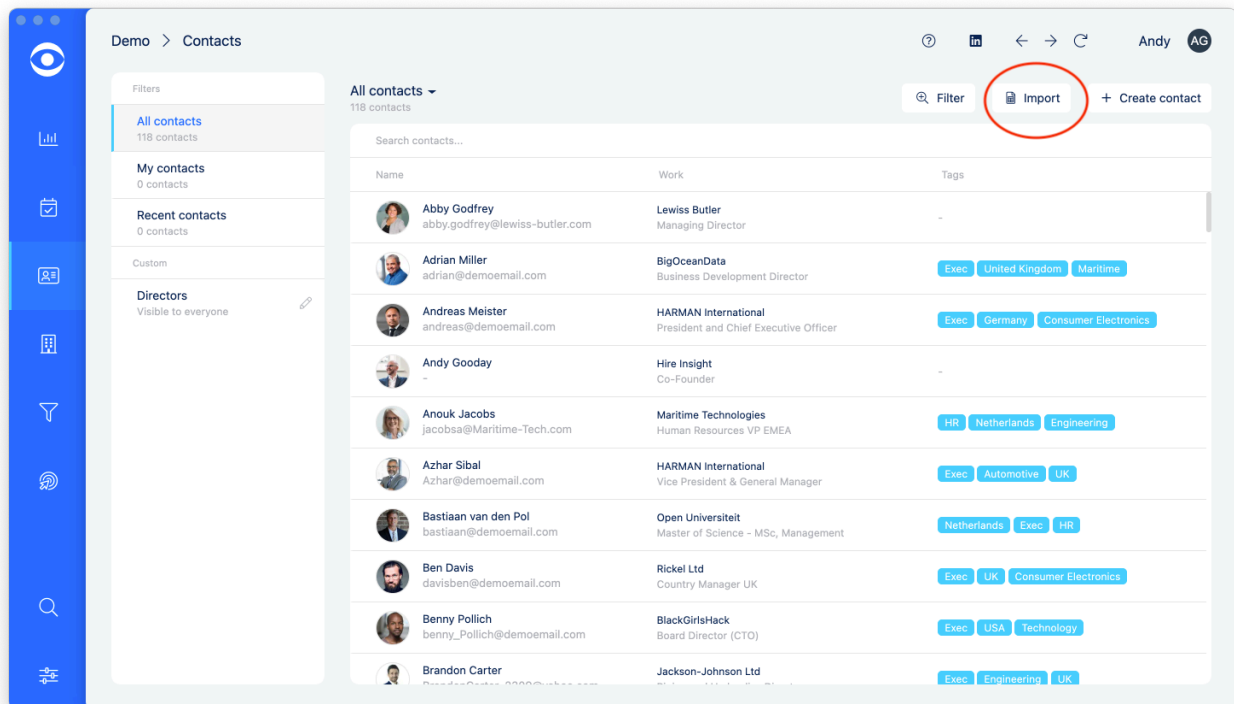 Demo > Contacts
Andy
AG
Filters
All contacts
118 contacts
My contacts
0 contacts
Recent contacts
0 contacts
Custom
Directors
Visible to everyone
All contacts
118 contacts
Filter
Import
+ Create contact
Search contacts...
Name Work Tags
Abby Godfrey Lewiss Butler
abby.godfrey@lewiss-butler.com Managing Director -
Adrian Miller BigOceanData
adrian@demoemail.com Business Development Director
Exec United Kingdom Maritime
Andreas Meister HARMAN International
andreas@demoemail.com President and Chief Executive Officer
Exec Germany Consumer Electronics
Andy Gooday Hire Insight
- Co-Founder -
Anouk Jacobs Maritime Technologies
jacobsa@Maritime-Tech.com Human Resources VP EMEA
HR Netherlands Engineering
Azhar Sibal HARMAN International
Azhar@demoemail.com Vice President & General Manager
Exec Automotive UK
Bastiaan van den Pol Open Universiteit
bastiaan@demoemail.com Master of Science - MSc, Management
Netherlands Exec HR
Ben Davis Rickel Ltd
davisben@demoemail.com Country Manager UK
Exec UK Consumer Electronics
Benny Pollich BlackGirlsHack
benny_Pollich@demoemail.com Board Director (CTO)
Exec USA Technology
Brandon Carter Jackson-Johnson Ltd
Exec Engineering UK